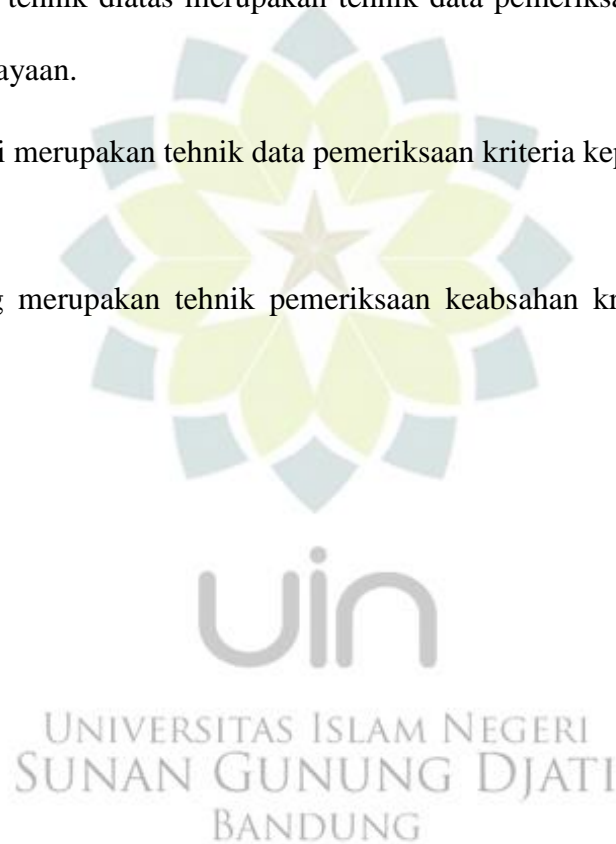 tehnik diatas merupakan tehnik data pemeriksa
ayaan.
i merupakan tehnik data pemeriksaan kriteria kep
g merupakan tehnik pemeriksaan keabsahan kr
uin
UNIVERSITAS ISLAM NEGERI
SUNAN GUNUNG DJATI
BANDUNG